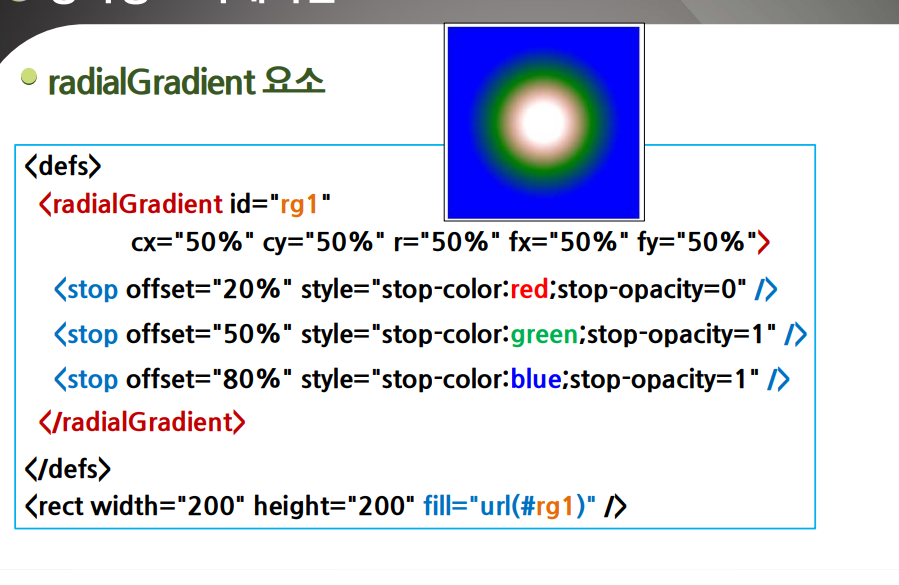 radialGradient 요소
<defs>
<radialGradient id="rg1"
cx="50%" cy="50%" r="50%" fx="50%" fy="50%">
<stop offset="20%" style="stop-color:red;stop-opacity=0" />
<stop offset="50%" style="stop-color:green;stop-opacity=1" />
<stop offset="80%" style="stop-color:blue;stop-opacity=1" />
</radialGradient>
</defs>
<rect width="200" height="200" fill="url(#rg1)" />